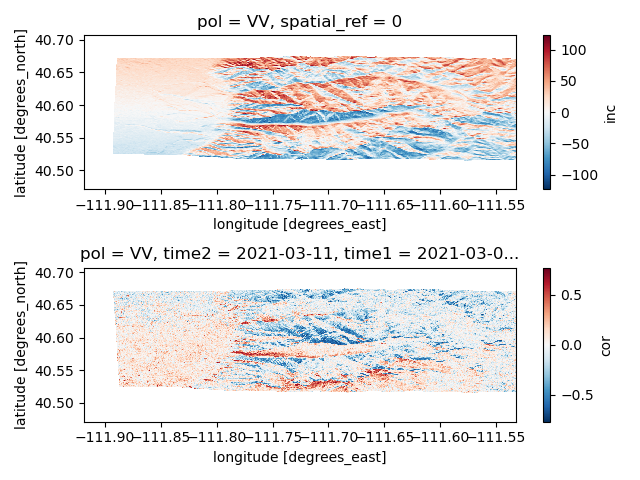 pol = VV, spatial_ref = 0
40.70
40.65
40.60
40.55
40.50
latitude [degrees_north]
−111.90 −111.85 −111.80 −111.75 −111.70 −111.65 −111.60 −111.55
longitude [degrees_east]
100
50
0
−50
−100
inc
pol = VV, time2 = 2021-03-11, time1 = 2021-03-0...
40.70
40.65
40.60
40.55
40.50
latitude [degrees_north]
−111.90 −111.85 −111.80 −111.75 −111.70 −111.65 −111.60 −111.55
longitude [degrees_east]
0.5
0.0
−0.5
cor